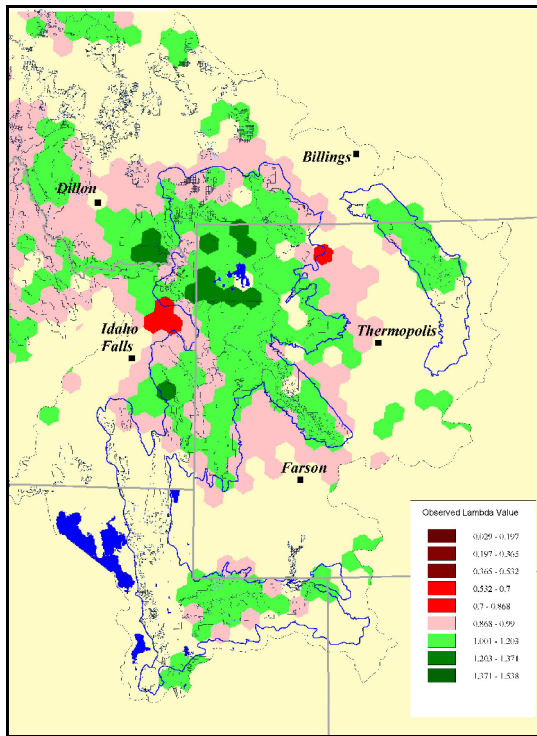 Billings
Dillon
Idaho
Falls
Thermopolis
Farson
Observed Lambda Value
0.029 - 0.197
0.197 - 0.365
0.365 - 0.532
0.532 - 0.7
0.7 - 0.868
0.868 - 0.99
1.001 - 1.203
1.203 - 1.371
1.371 - 1.538